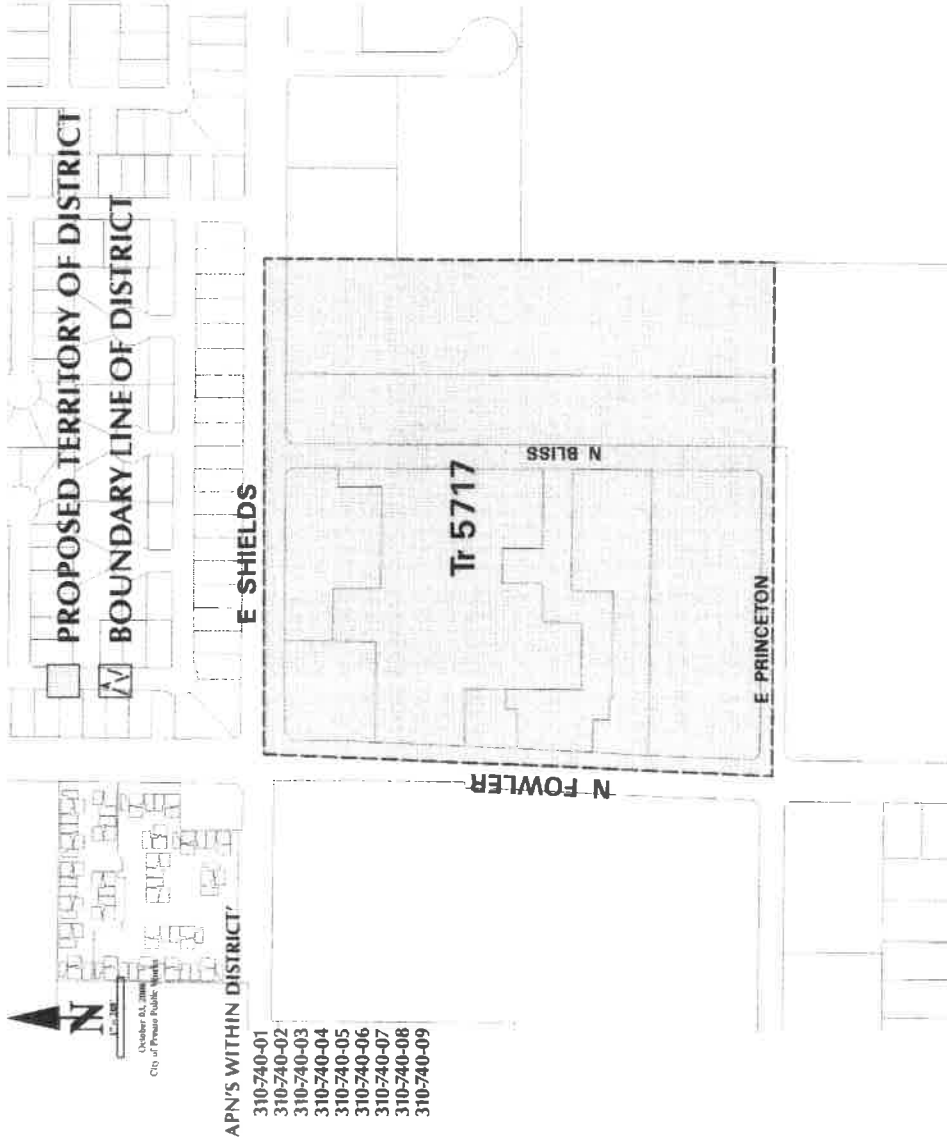 PROPOSED TERRITORY OF DISTRICT
BOUNDARY LINE OF DISTRICT
N
October 03,
City of Fresno Public Works
APN'S WITHIN DISTRICT'
310-740-01
310-740-02
310-740-03
310-740-04
310-740-05
310-740-06
310-740-07
310-740-08
310-740-09
E SHIELDS
N FOWLER
Tr 5717
N BLISS
E PRINCETON